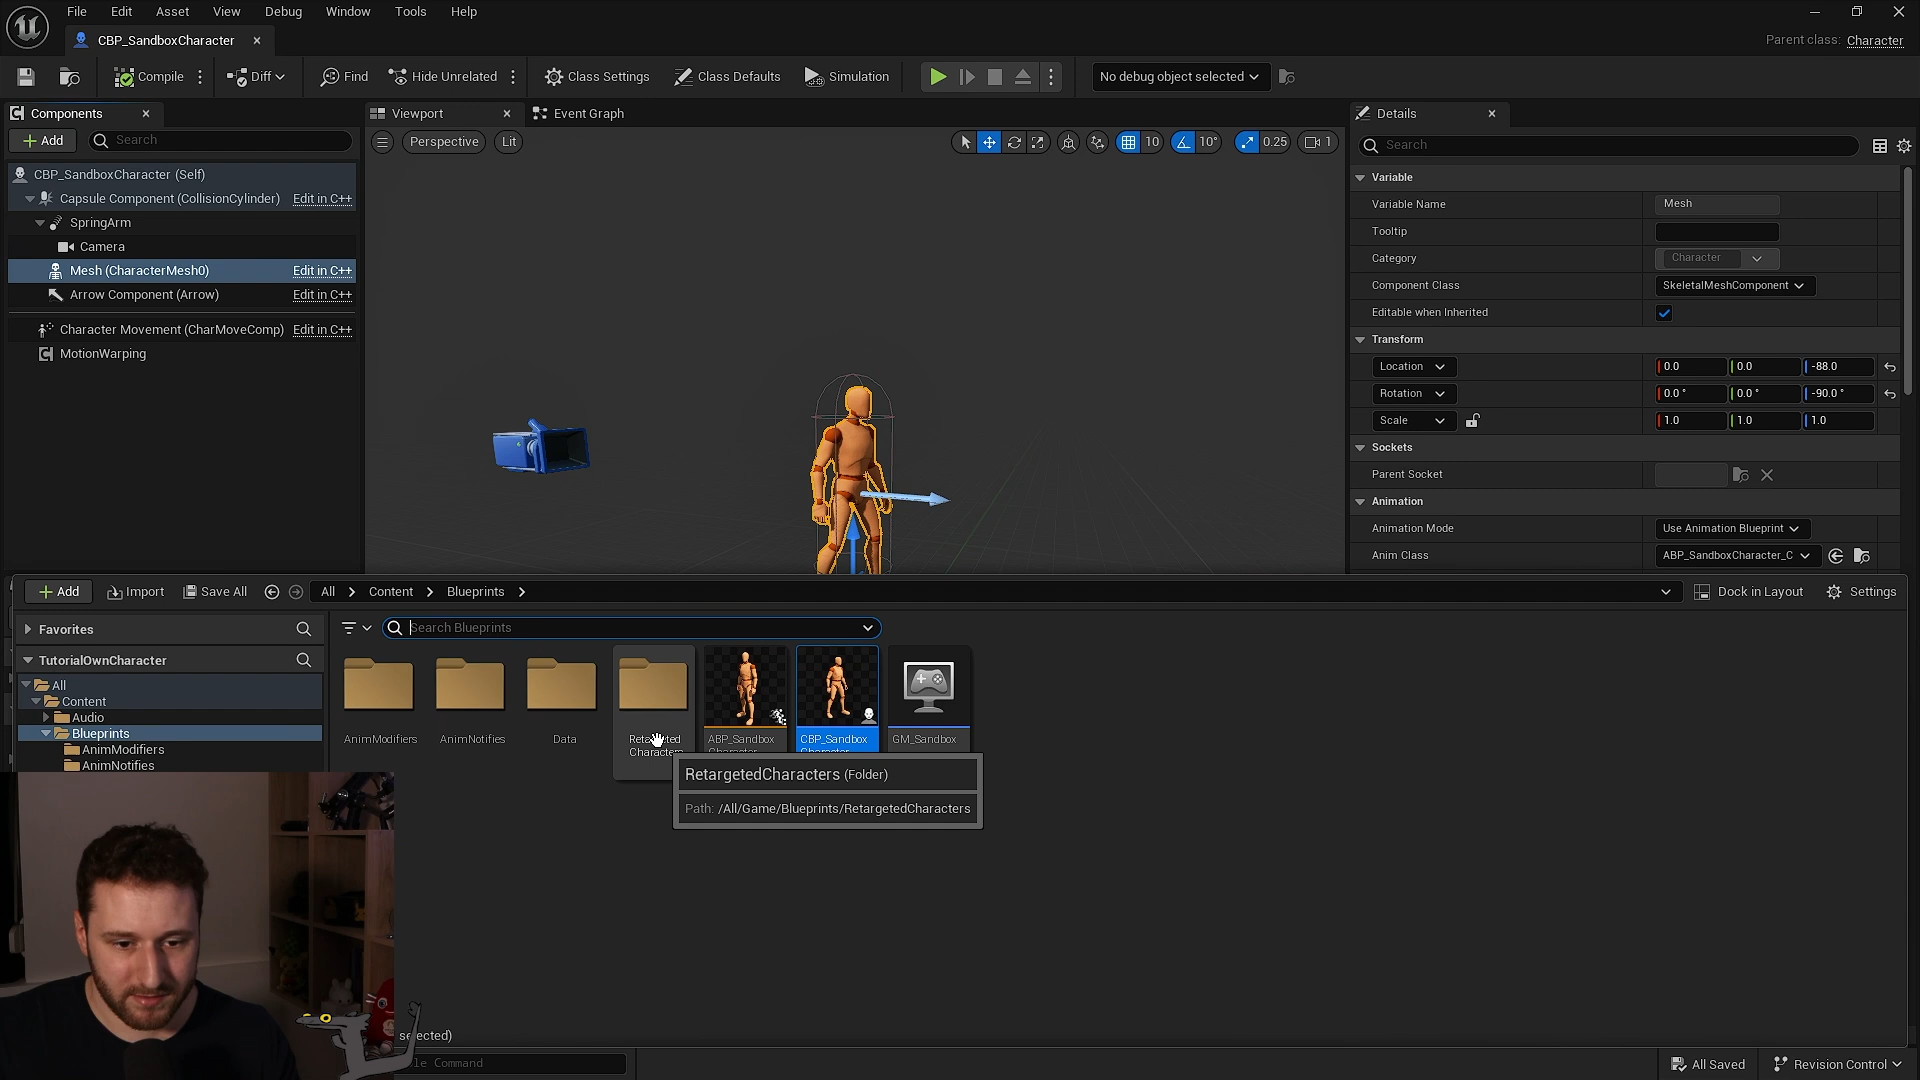 File Edit Asset View Debug Window Tools Help
CBP_SandboxCharacter
Parent class: Character
Compile Diff Find Hide Unrelated Class Settings Class Defaults Simulation No debug object selected
Components
Add Search
CBP_SandboxCharacter (Self)
Capsule Component (CollisionCylinder) Edit in C++
SpringArm
Camera
Mesh (CharacterMesh0) Edit in C++
Arrow Component (Arrow) Edit in C++
Character Movement (CharMoveComp) Edit in C++
MotionWarping
Viewport Event Graph
Perspective Lit 10 10° 0.25 1
Details
Search
Variable
Variable Name Mesh
Tooltip
Category Character
Component Class SkeletalMeshComponent
Editable when Inherited
Transform
Location 0.0 0.0 -88.0
Rotation 0.0 ° 0.0 ° -90.0 °
Scale 1.0 1.0 1.0
Sockets
Parent Socket
Animation
Animation Mode Use Animation Blueprint
Anim Class ABP_SandboxCharacter_C
Add Import Save All All Content Blueprints Dock in Layout Settings
Favorites
TutorialOwnCharacter
All
Content
Audio
Blueprints
AnimModifiers
AnimNotifies
Search Blueprints
AnimModifiers AnimNotifies Data
ABP_Sandbox
CBP_Sandbox
GM_Sandbox
RetargetedCharacters (Folder)
Path: /All/Game/Blueprints/RetargetedCharacters
selected)
Command
All Saved Revision Control